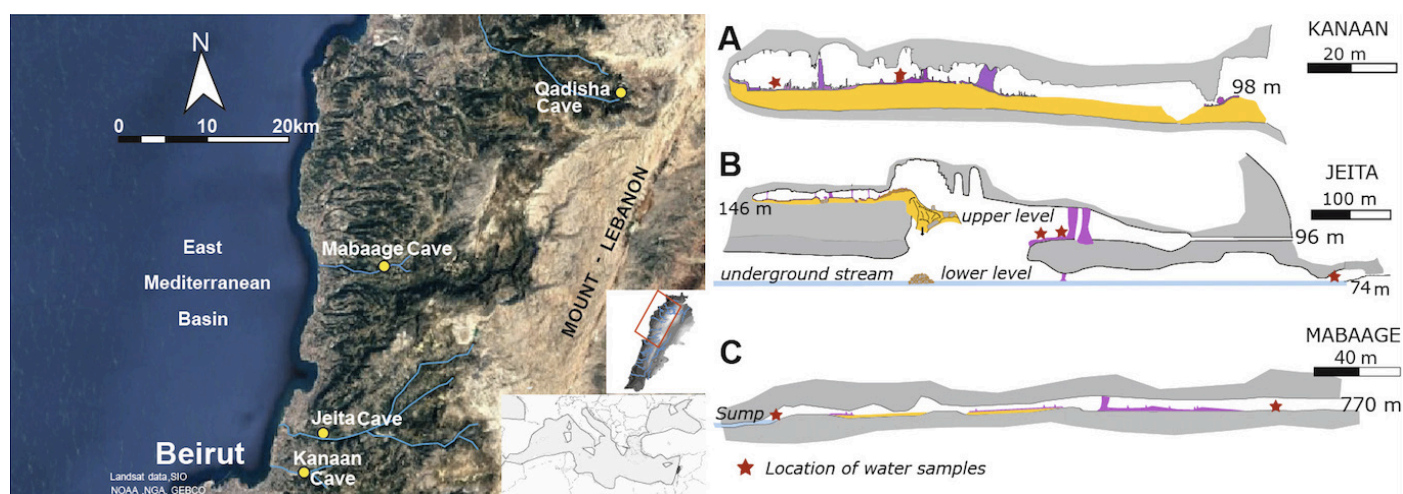 N
0 10 20km
Qadisha
Cave
MOUNT - LEBANON
East
Mediterranean
Basin
Mabaage Cave
Jeita Cave
Beirut
Kanaan
Cave
Landsat data,SIO
NOAA ,NGA, GEBCO
A
KANAAN
20 m
98 m
B
JEITA
100 m
146 m
upper level
96 m
underground stream
lower level
74 m
C
MABAAGE
40 m
Sump
770 m
Location of water samples